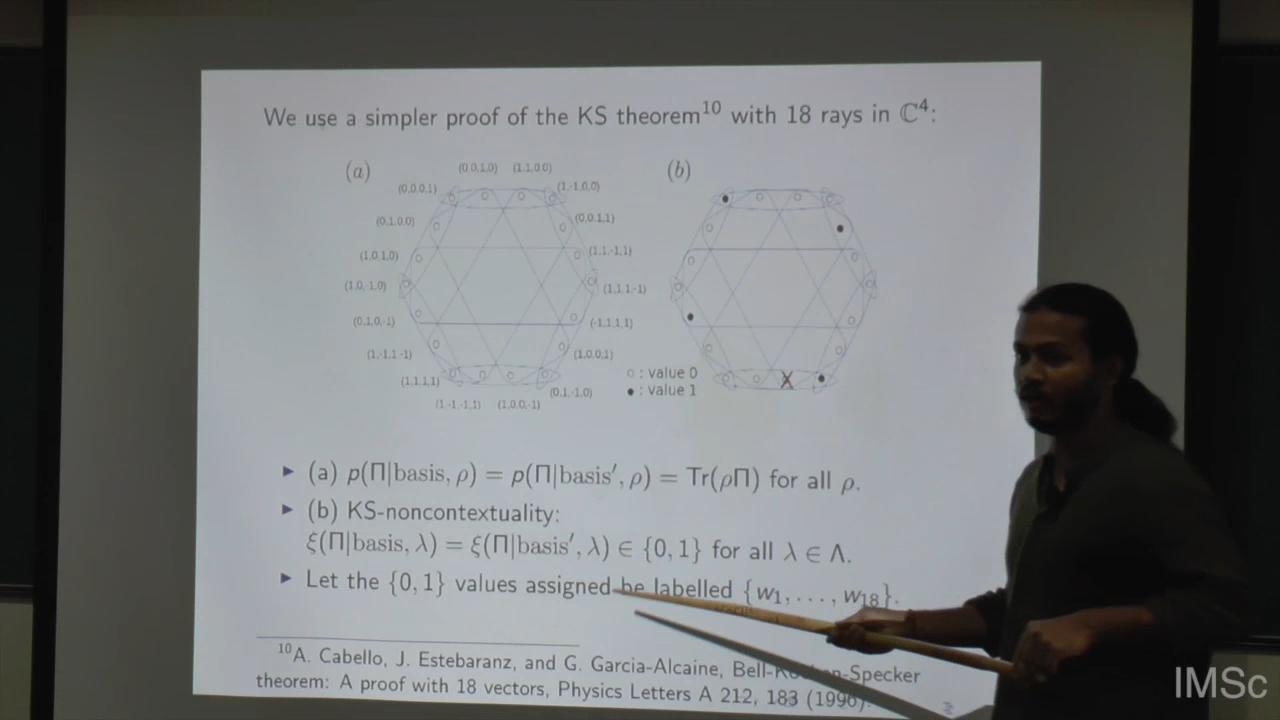 We use a simpler proof of the KS theorem¹⁰ with 18 rays in ℂ⁴:
(a)
(0,0,1,0) (1,1,0,0)
(0,0,0,1) (1,-1,0,0)
(0,1,0,0) (0,0,1,1)
(1,0,1,0) (1,1,-1,1)
(1,0,-1,0) (1,1,1,-1)
(0,1,0,-1) (-1,1,1,1)
(1,-1,1,-1) (1,0,0,1)
(1,1,1,1) (0,1,-1,0)
(1,-1,-1,1) (1,0,0,-1)
(b)
○ : value 0
● : value 1
► (a) p(Π|basis, ρ) = p(Π|basis′, ρ) = Tr(ρΠ) for all ρ.
► (b) KS-noncontextuality:
ξ(Π|basis, λ) = ξ(Π|basis′, λ) ∈ {0, 1} for all λ ∈ Λ.
► Let the {0, 1} values assigned be labelled {w₁, . . . , w₁₈}.
¹⁰A. Cabello, J. Estebaranz, and G. Garcia-Alcaine, Bell-Kochen-Specker
theorem: A proof with 18 vectors, Physics Letters A 212, 183 (1996).
IMSc